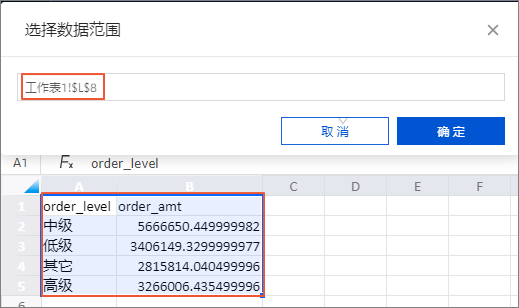 选择数据范围
工作表1!$L$8
取消 确定
A1 Fx order_level
A B C D E F
1 order_level order_amt
2 中级 5666650.449999982
3 低级 3406149.3299999977
4 其它 2815814.040499996
5 高级 3266006.435499996
6